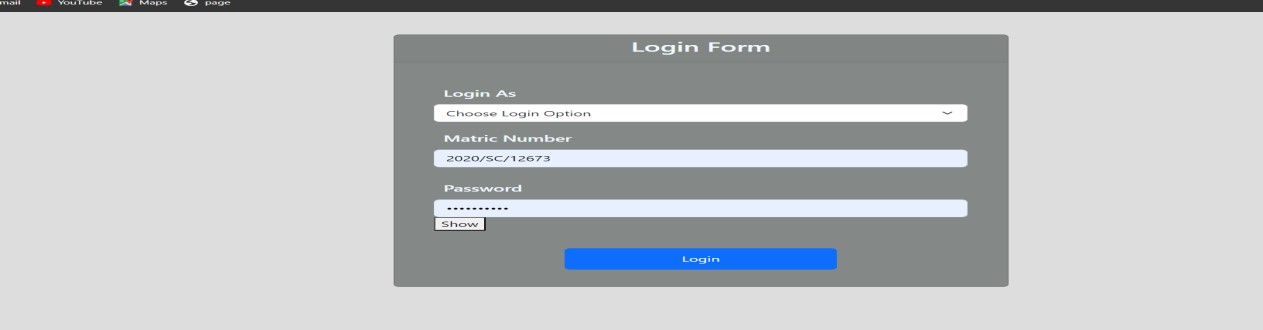 mail YouTube Maps page
Login Form
Login As
Choose Login Option
Matric Number
2020/SC/12673
Password
••••••••••
Show
Login